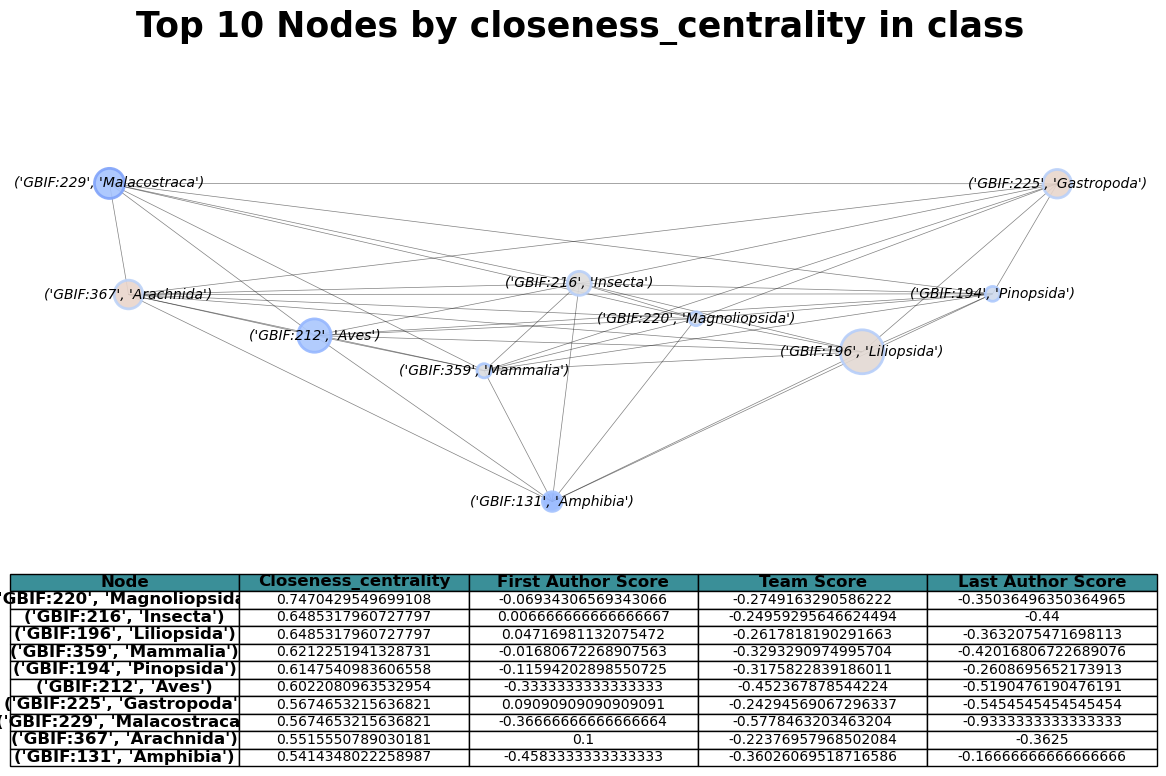 Top 10 Nodes by closeness_centrality in class
('GBIF:229', 'Malacostraca')
('GBIF:225', 'Gastropoda')
('GBIF:216', 'Insecta')
('GBIF:367', 'Arachnida')
('GBIF:194', 'Pinopsida')
('GBIF:220', 'Magnoliopsida')
('GBIF:212', 'Aves')
('GBIF:196', 'Liliopsida')
('GBIF:359', 'Mammalia')
('GBIF:131', 'Amphibia')
Node Closeness_centrality First Author Score Team Score Last Author Score
'GBIF:220', 'Magnoliopsida 0.7470429549699108 -0.06934306569343066 -0.2749163290586222 -0.35036496350364965
('GBIF:216', 'Insecta') 0.6485317960727797 0.006666666666666667 -0.24959295646624494 -0.44
('GBIF:196', 'Liliopsida') 0.6485317960727797 0.04716981132075472 -0.2617818190291663 -0.3632075471698113
('GBIF:359', 'Mammalia') 0.6212251941328731 -0.01680672268907563 -0.3293290974995704 -0.42016806722689076
('GBIF:194', 'Pinopsida') 0.6147540983606558 -0.11594202898550725 -0.3175822839186011 -0.2608695652173913
('GBIF:212', 'Aves') 0.6022080963532954 -0.3333333333333333 -0.452367878544224 -0.5190476190476191
('GBIF:225', 'Gastropoda' 0.5674653215636821 0.09090909090909091 -0.24294569067296337 -0.5454545454545454
('GBIF:229', 'Malacostraca 0.5674653215636821 -0.36666666666666664 -0.5778463203463204 -0.9333333333333333
('GBIF:367', 'Arachnida') 0.5515550789030181 0.1 -0.22376957968502084 -0.3625
('GBIF:131', 'Amphibia') 0.5414348022258987 -0.4583333333333333 -0.36026069518716586 -0.16666666666666666